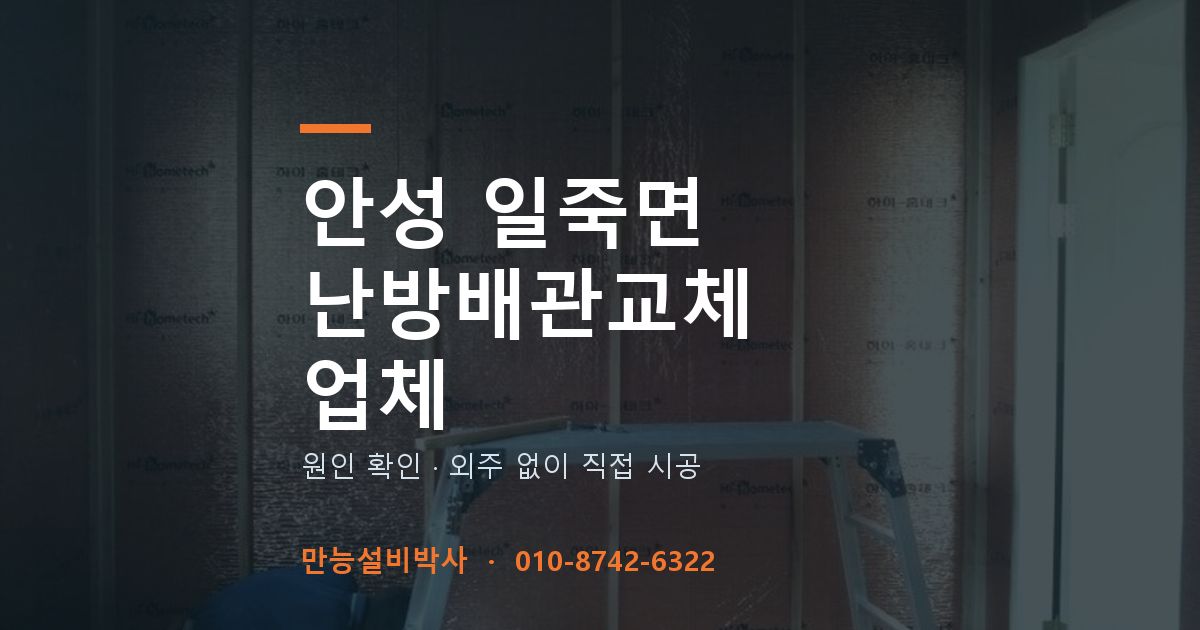 안성 일죽면
난방배관교체
업체
원인 확인 · 외주 없이 직접 시공
만능설비박사 · 010-8742-6322